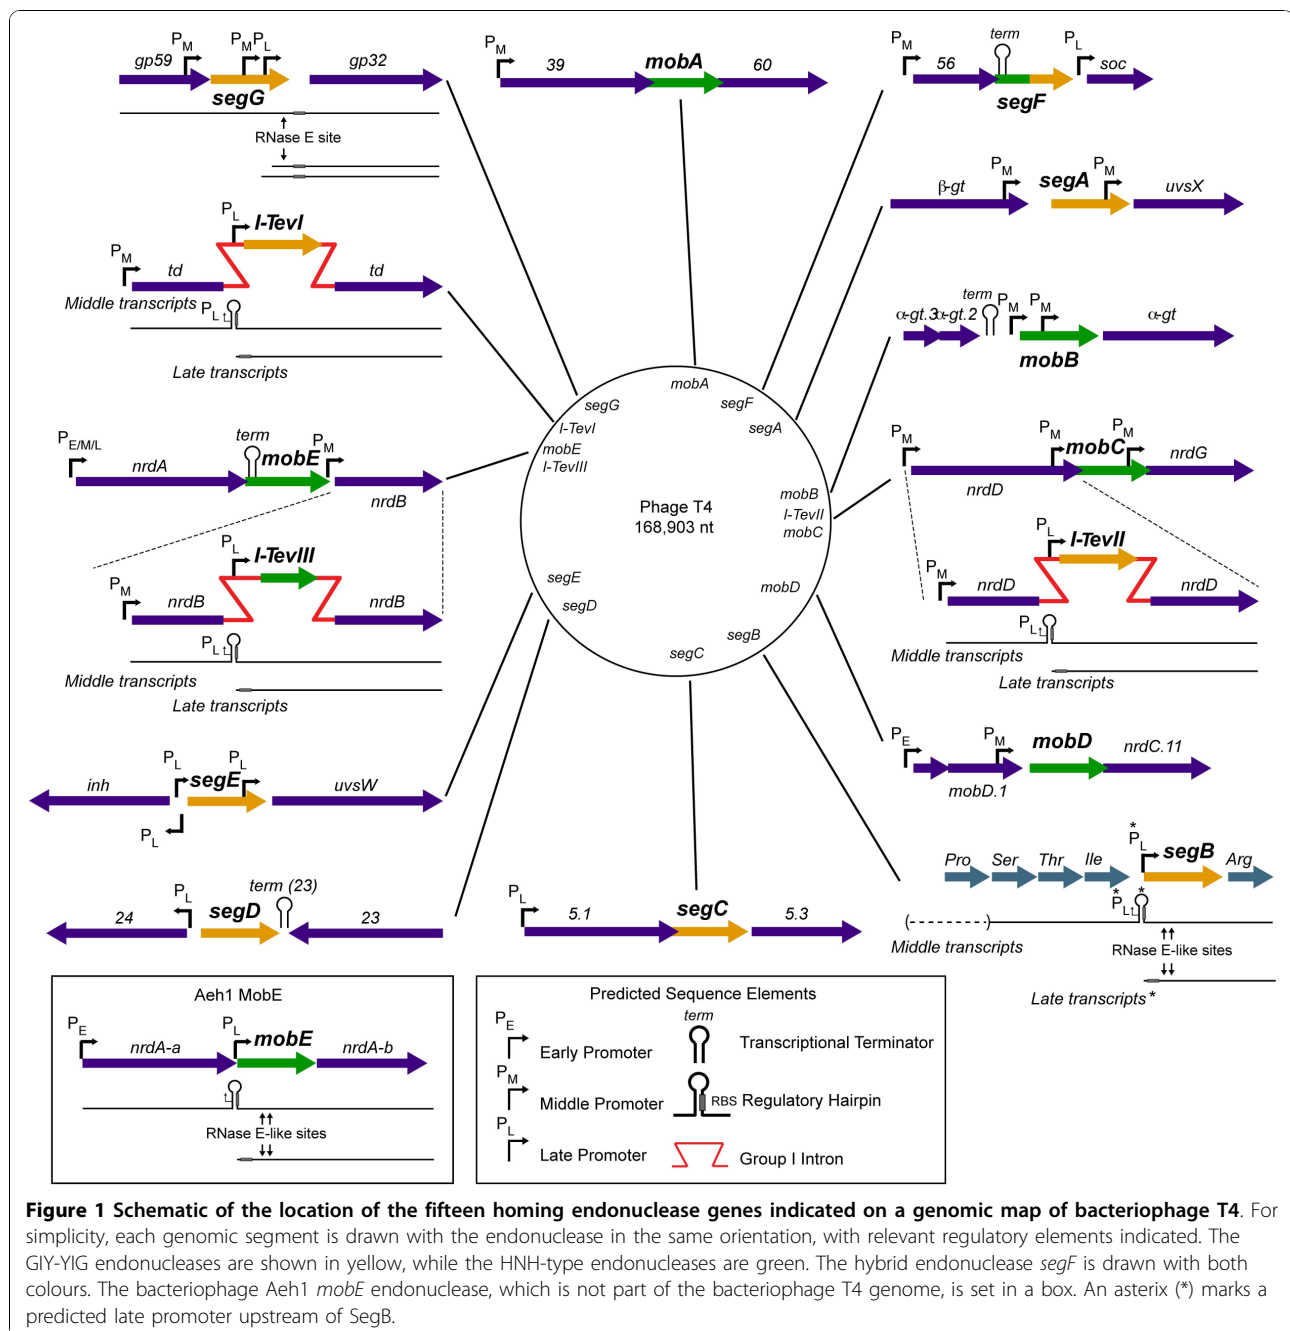 P_M
P_M P_L
gp59
gp32
segG
RNase E site
P_M
39
mobA
60
P_M
term
P_L
56
soc
segF
P_M
P_M
β-gt
segA
uvsX
P_L
I-TevI
P_M
td
td
Middle transcripts
P_L
Late transcripts
term
P_M
P_M
α-gt.3
α-gt.2
α-gt
mobB
P_E/M/L
term
P_M
nrdA
mobE
nrdB
P_L
I-TevIII
P_M
nrdB
nrdB
P_L
Middle transcripts
Late transcripts
mobA
segG
segF
I-TevI
segA
mobE
I-TevIII
mobB
I-TevII
mobC
Phage T4
168,903 nt
segE
mobD
segD
segB
segC
P_M
P_M
P_M
mobC
nrdG
nrdD
P_L
I-TevII
P_M
nrdD
nrdD
P_L
Middle transcripts
Late transcripts
P_L
P_L
inh
segE
uvsW
P_L
P_L
term (23)
24
segD
23
P_L
5.1
segC
5.3
P_E
P_M
mobD
nrdC.11
mobD.1
*
P_L
Pro
Ser
Thr
Ile
segB
Arg
* *
P_L
Middle transcripts
RNase E-like sites
Late transcripts*
Aeh1 MobE
P_E
P_L
nrdA-a
mobE
nrdA-b
RNase E-like sites
Predicted Sequence Elements
P_E
Early Promoter
term
Transcriptional Terminator
P_M
Middle Promoter
RBS
Regulatory Hairpin
P_L
Late Promoter
Group I Intron
Figure 1 Schematic of the location of the fifteen homing endonuclease genes indicated on a genomic map of bacteriophage T4. For
simplicity, each genomic segment is drawn with the endonuclease in the same orientation, with relevant regulatory elements indicated. The
GIY-YIG endonucleases are shown in yellow, while the HNH-type endonucleases are green. The hybrid endonuclease segF is drawn with both
colours. The bacteriophage Aeh1 mobE endonuclease, which is not part of the bacteriophage T4 genome, is set in a box. An asterix (*) marks a
predicted late promoter upstream of SegB.